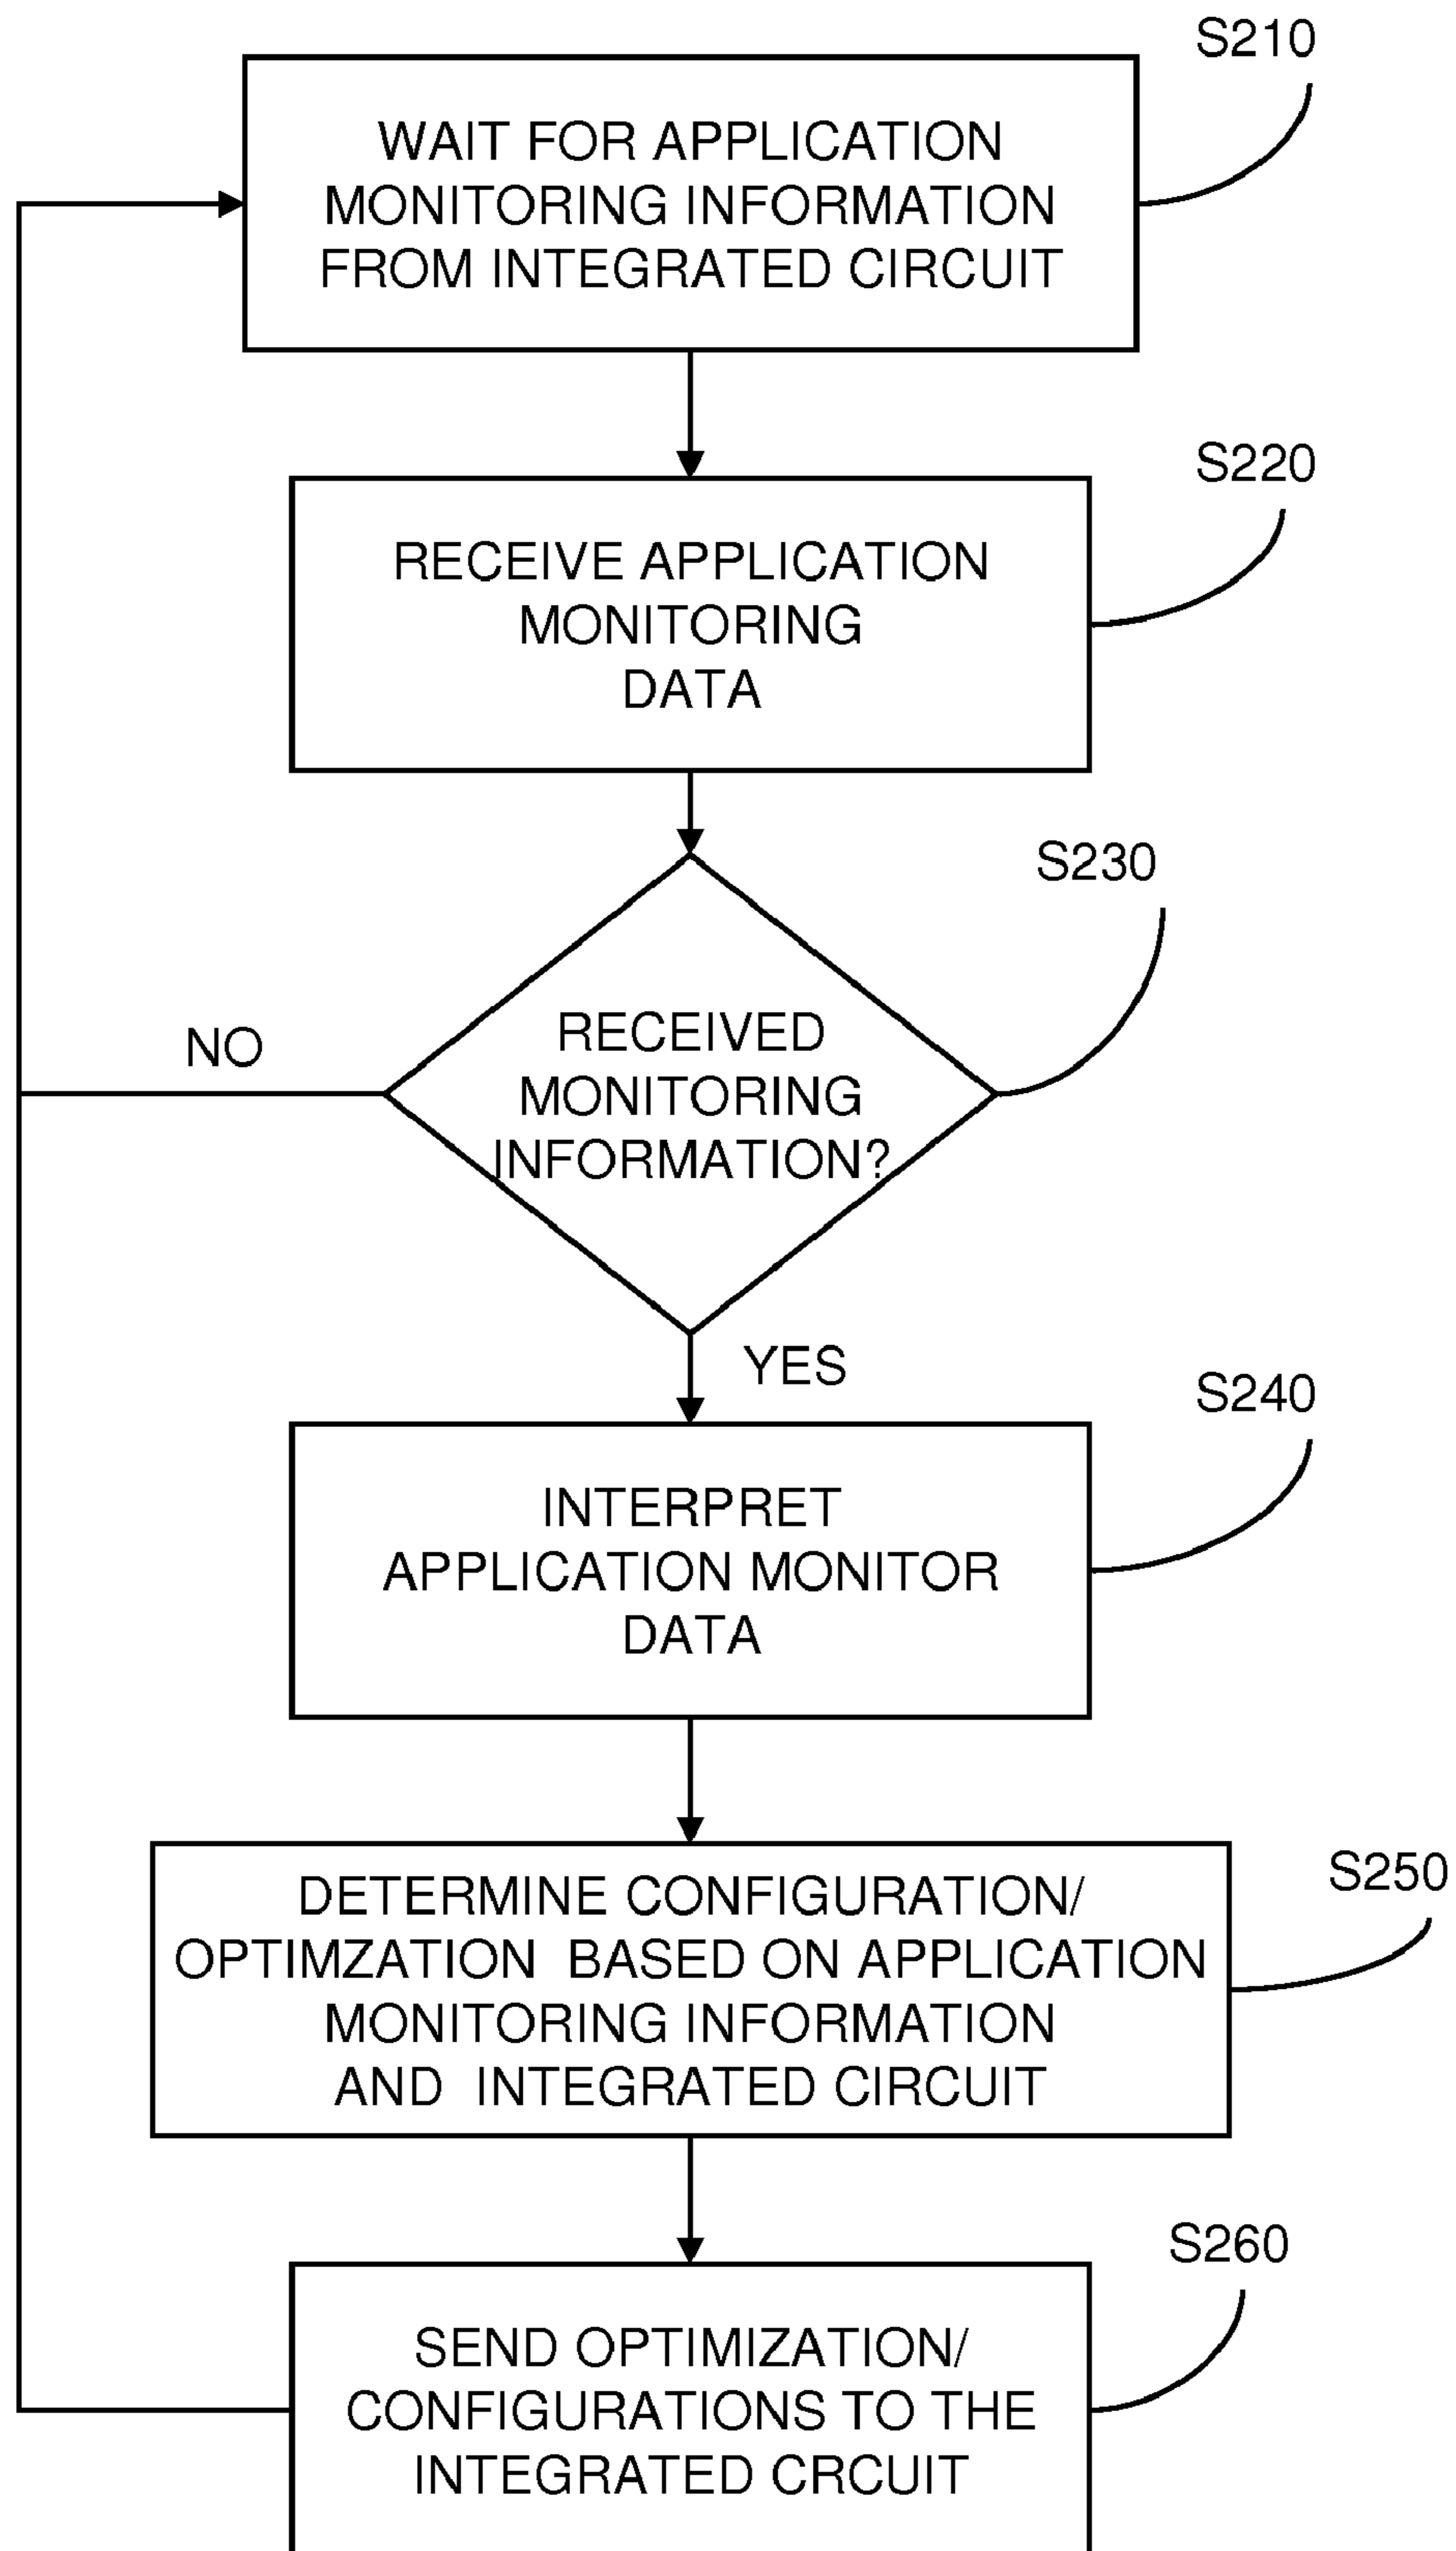 S210
WAIT FOR APPLICATION
MONITORING INFORMATION
FROM INTEGRATED CIRCUIT
S220
RECEIVE APPLICATION
MONITORING
DATA
S230
RECEIVED
MONITORING
INFORMATION?
NO
YES
S240
INTERPRET
APPLICATION MONITOR
DATA
S250
DETERMINE CONFIGURATION/
OPTIMZATION BASED ON APPLICATION
MONITORING INFORMATION
AND INTEGRATED CIRCUIT
S260
SEND OPTIMIZATION/
CONFIGURATIONS TO THE
INTEGRATED CRCUIT